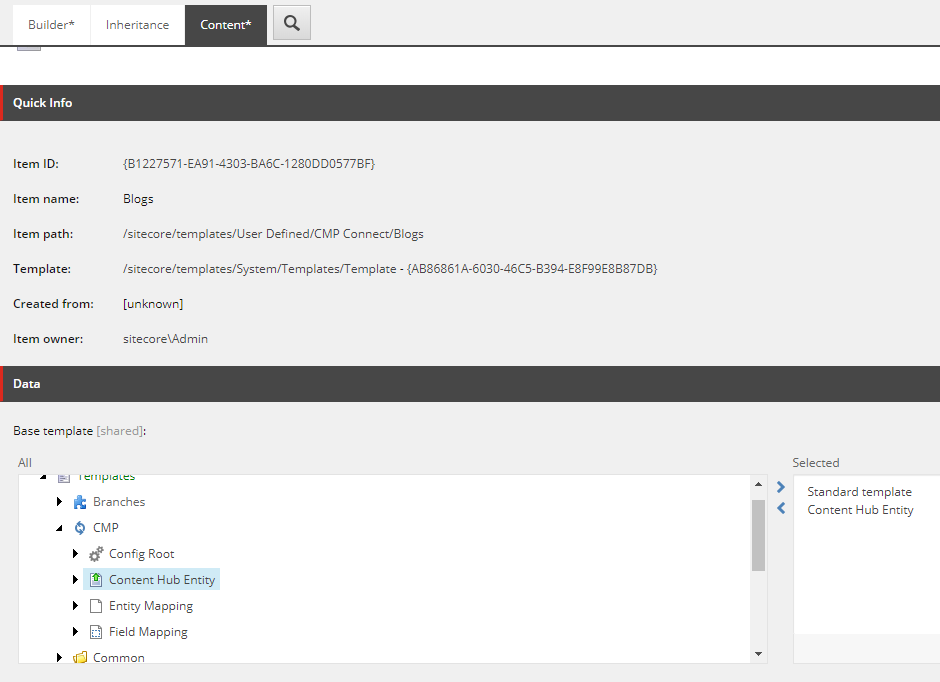 Builder* Inheritance Content*
Quick Info
Item ID: {B1227571-EA91-4303-BA6C-1280DD0577BF}
Item name: Blogs
Item path: /sitecore/templates/User Defined/CMP Connect/Blogs
Template: /sitecore/templates/System/Templates/Template - {AB86861A-6030-46C5-B394-E8F99E8B87DB}
Created from: [unknown]
Item owner: sitecore\Admin
Data
Base template [shared]:
All Selected
Templates
Branches
CMP
Config Root
Content Hub Entity
Entity Mapping
Field Mapping
Common
Standard template
Content Hub Entity